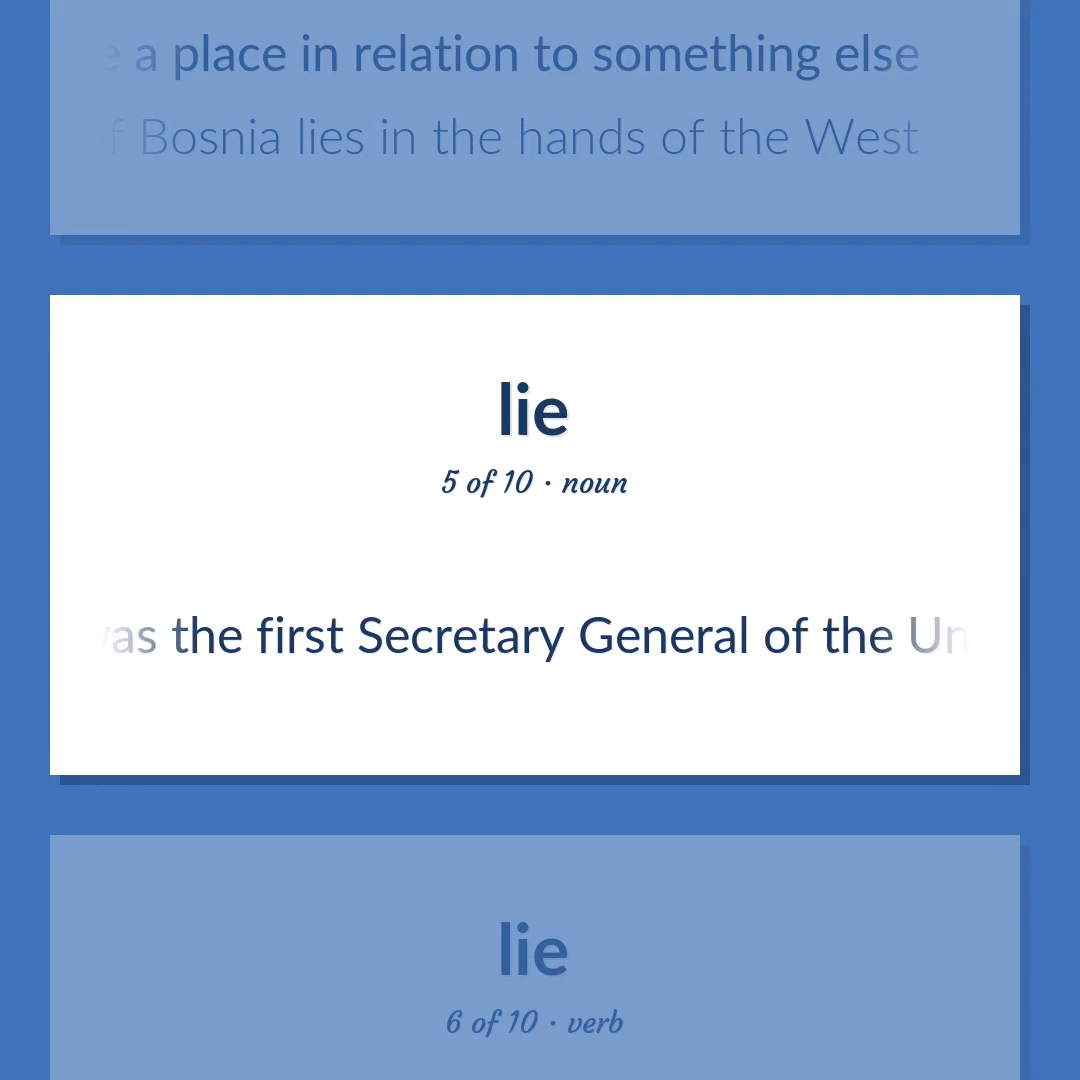 a place in relation to something else
f Bosnia lies in the hands of the West
lie
5 of 10 · noun
was the first Secretary General of the Un
lie
6 of 10 · verb